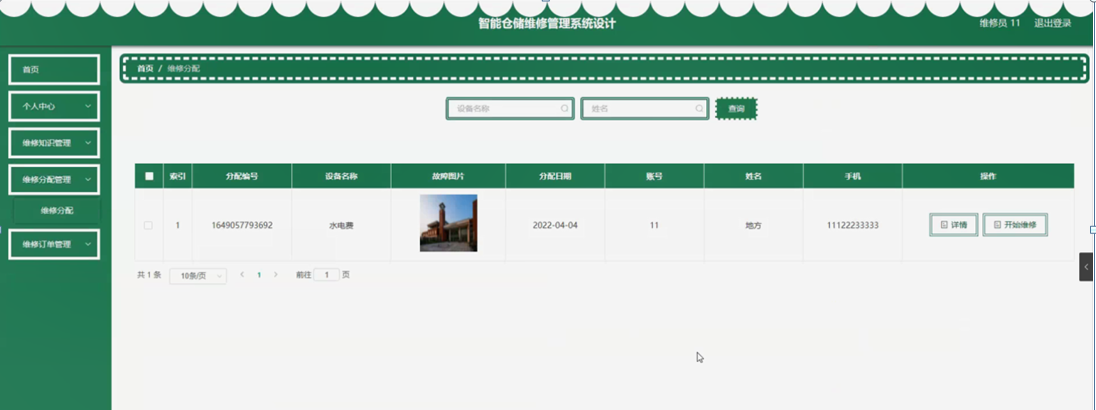 智能仓储维修管理系统设计
维修员 11 退出登录
首页
个人中心
维修知识管理
维修分配管理
维修分配
维修订单管理
首页 / 维修分配
设备名称 姓名 查询
索引 分配编号 设备名称 故障图片 分配日期 账号 姓名 手机 操作
1 1649057793692 水电费 2022-04-04 11 地方 11122233333 详情 开始维修
共 1 条 10条/页 1 前往 1 页